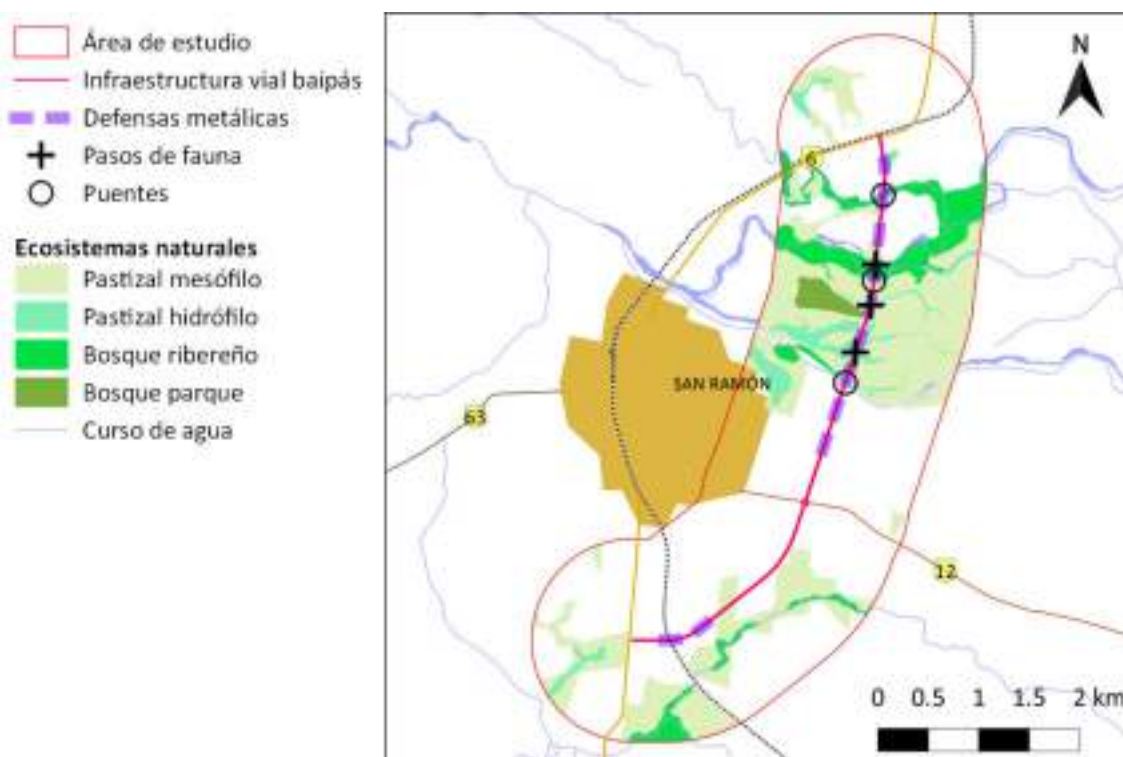 Área de estudio
Infraestructura vial baipás
Defensas metálicas
Pasos de fauna
Puentes
Ecosistemas naturales
Pastizal mesófilo
Pastizal hidrófilo
Bosque ribereño
Bosque parque
Curso de agua
N
6
SAN RAMÓN
63
12
0 0.5 1 1.5 2 km